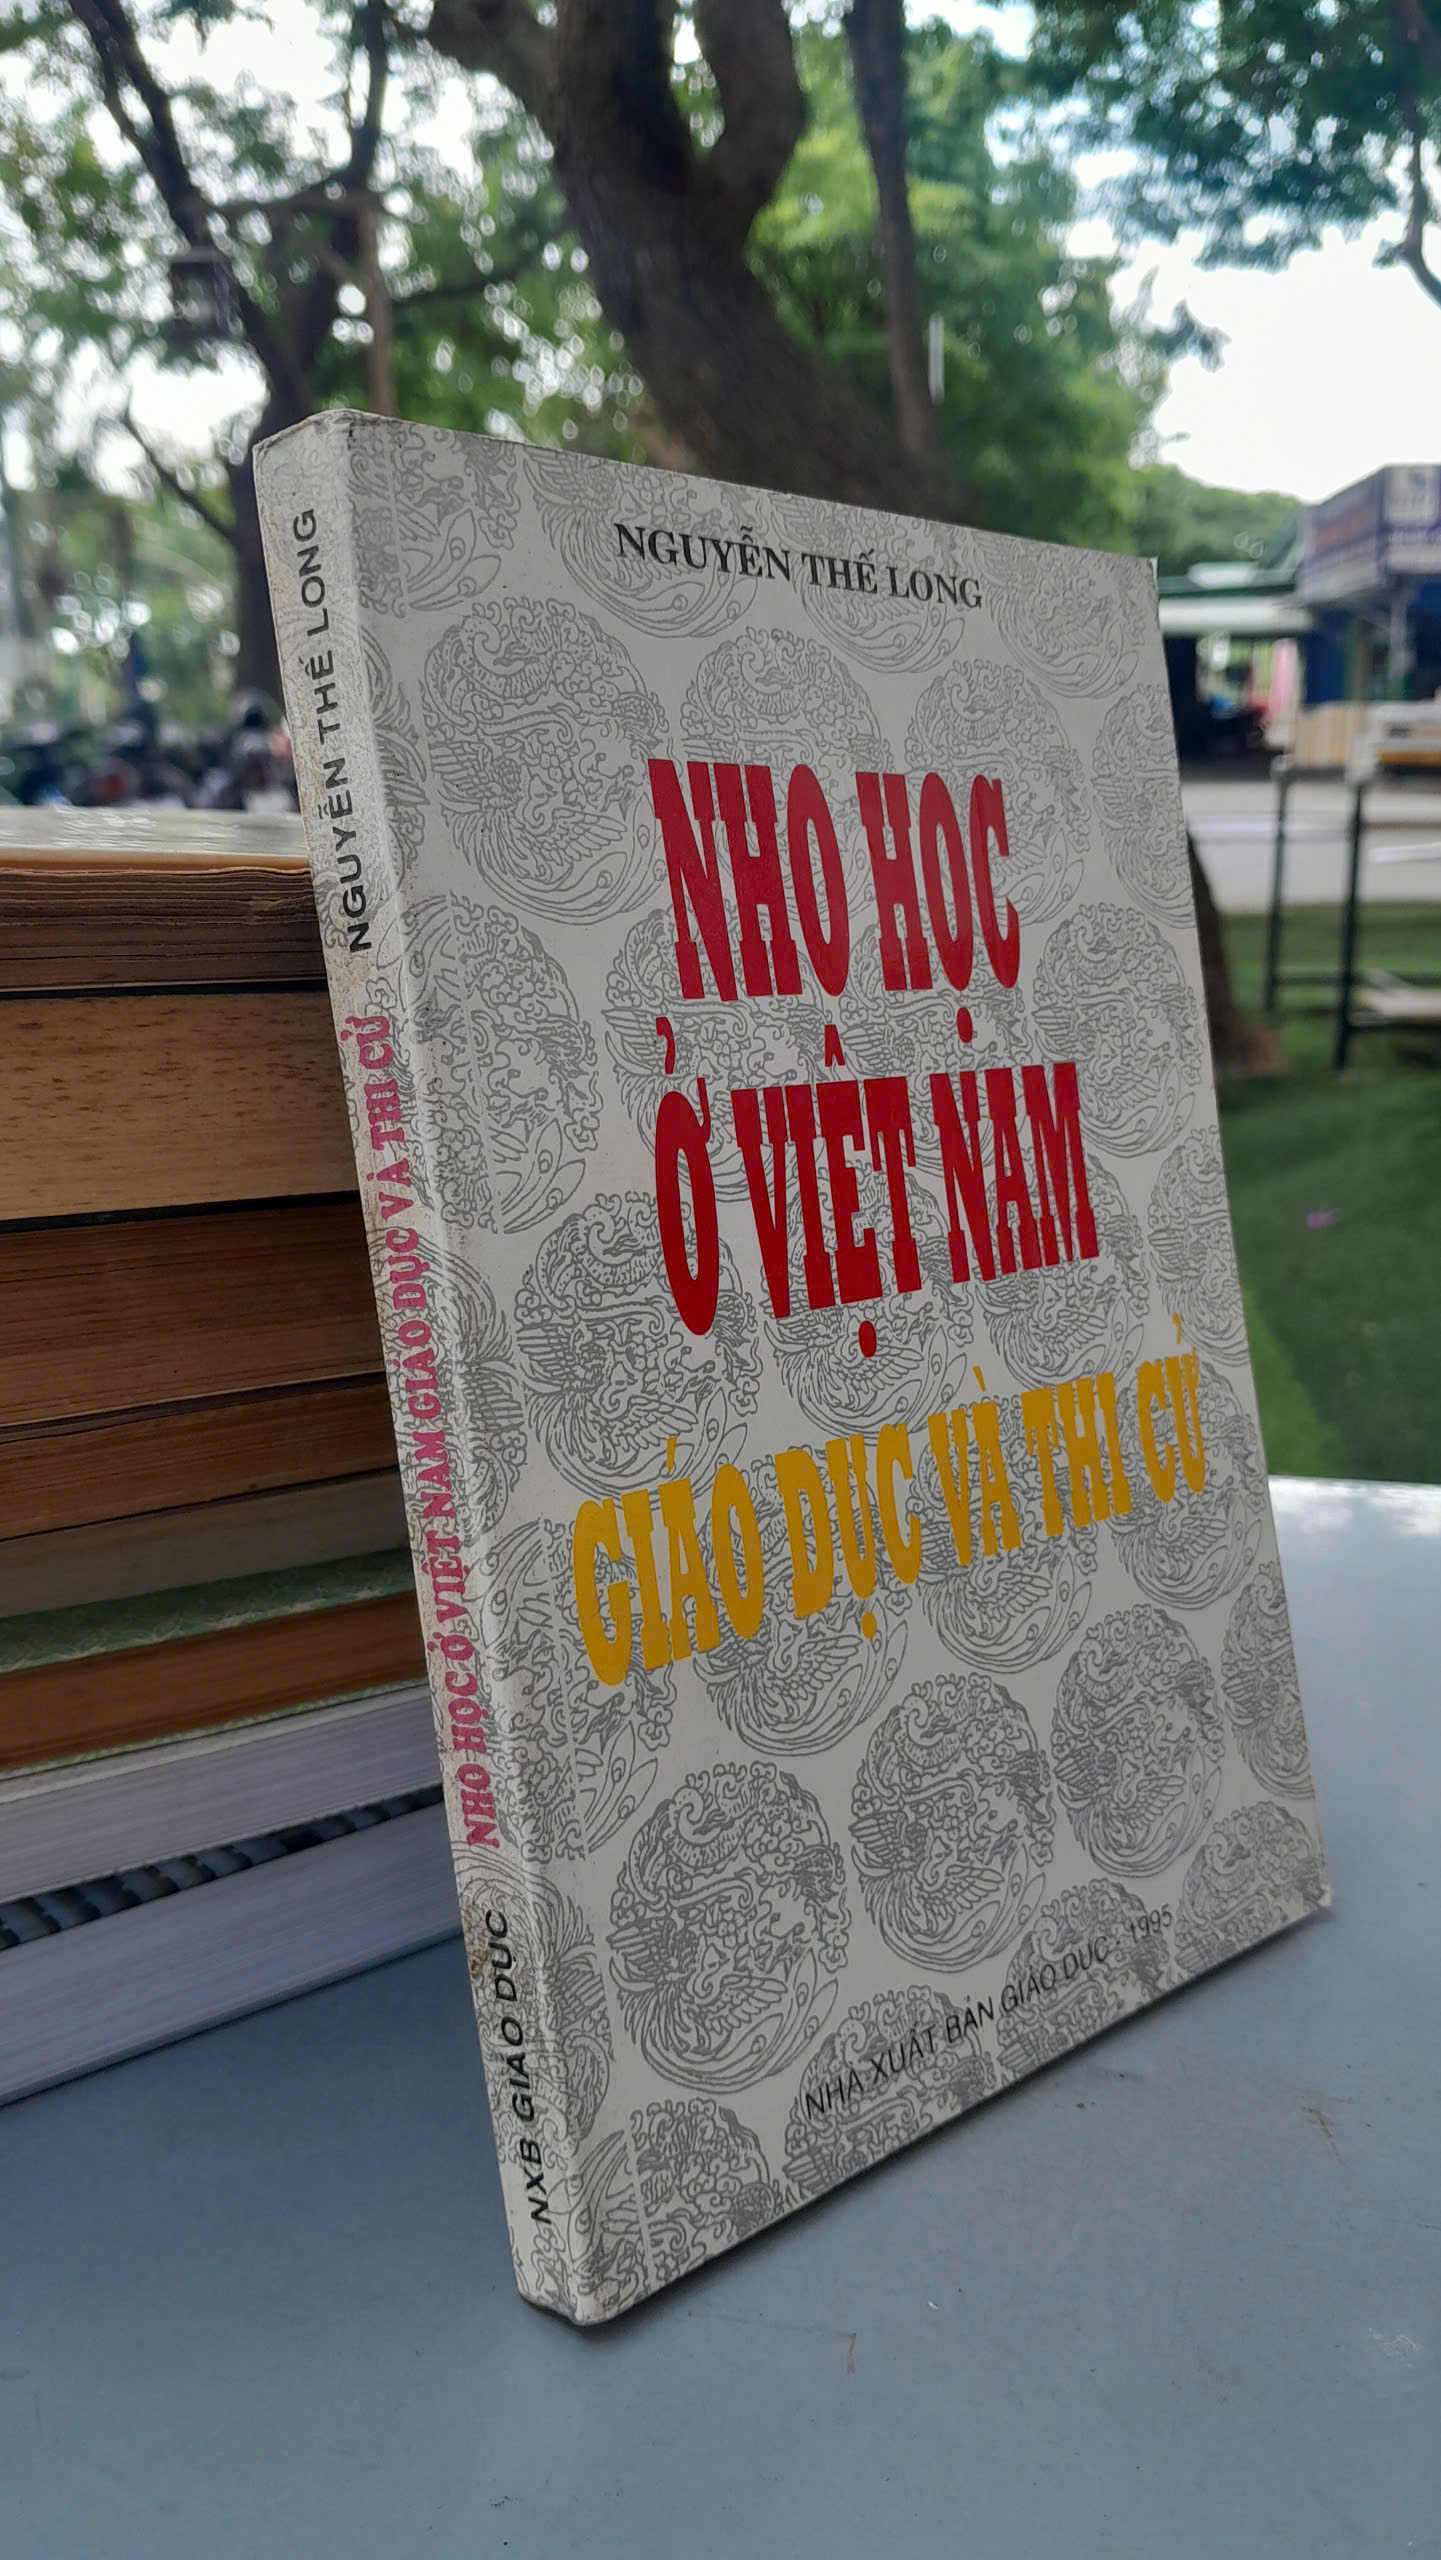 NGUYỄN THẾ LONG
NHO HỌC
Ở VIỆT NAM
GIÁO DỤC VÀ THI CỬ
NHÀ XUẤT BẢN GIÁO DỤC - 1995
NGUYỄN THẾ LONG
NHO HỌC Ở VIỆT NAM GIÁO DỤC VÀ THI CỬ
NXB GIÁO DỤC